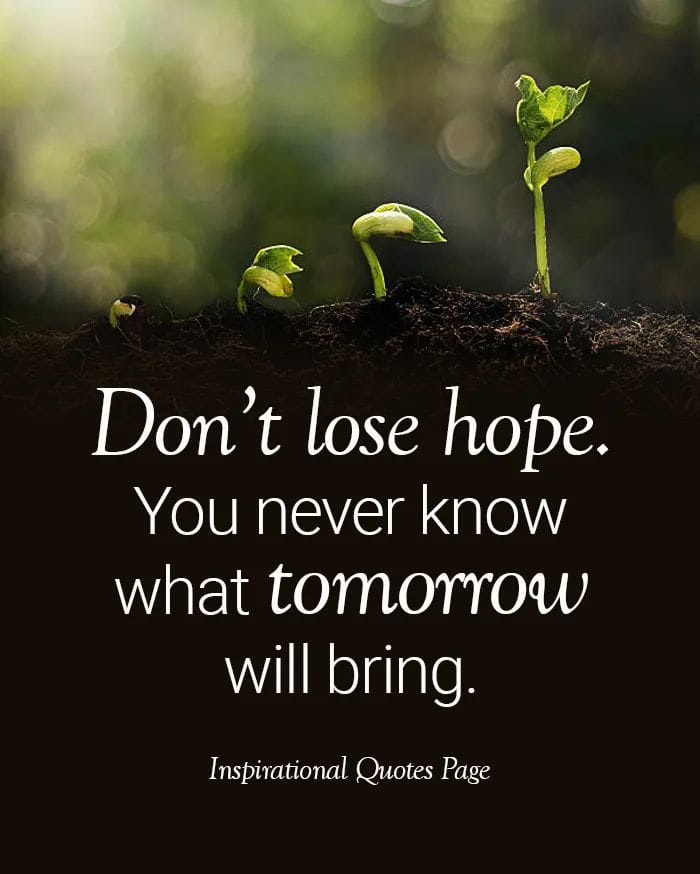 Don’t lose hope.
You never know
what tomorrow
will bring.
Inspirational Quotes Page